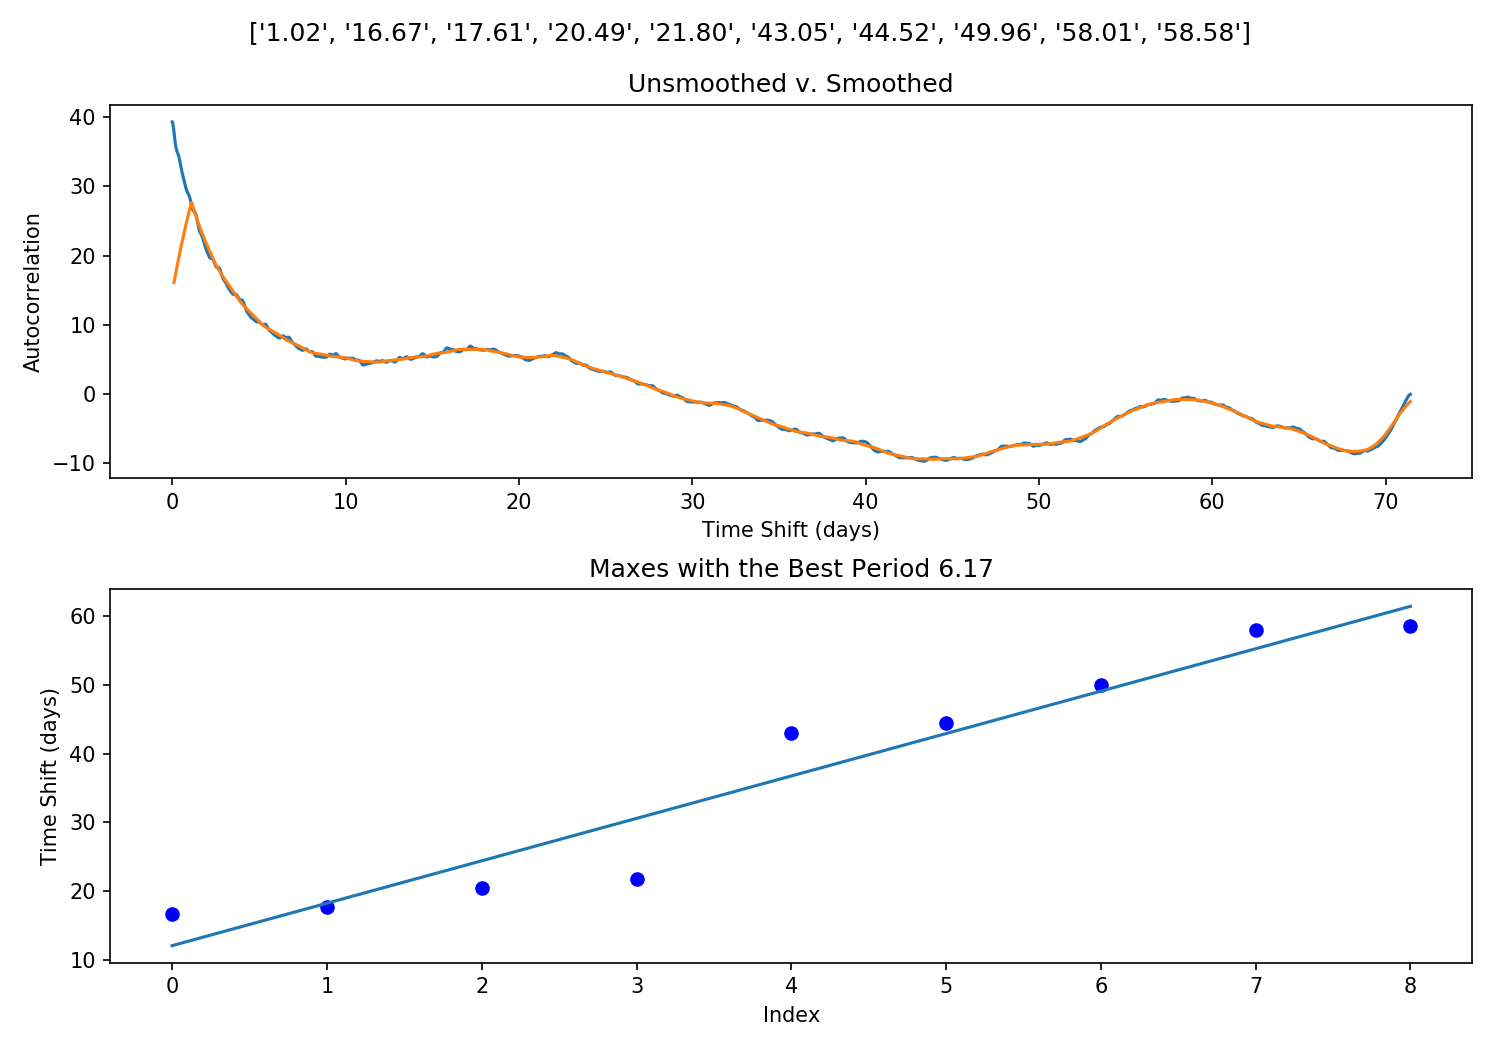 ['1.02', '16.67', '17.61', '20.49', '21.80', '43.05', '44.52', '49.96', '58.01', '58.58']
Unsmoothed v. Smoothed
40
30
20
10
0
−10
Autocorrelation
0 10 20 30 40 50 60 70
Time Shift (days)
Maxes with the Best Period 6.17
60
50
40
30
20
10
Time Shift (days)
0 1 2 3 4 5 6 7 8
Index